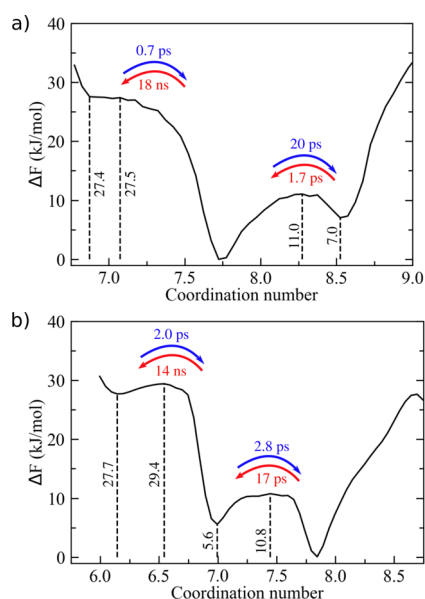 a)
40
30
20
10
0
ΔF (kJ/mol)
0.7 ps
18 ns
20 ps
1.7 ps
27.4
27.5
11.0
7.0
7.0 7.5 8.0 8.5 9.0
Coordination number
b)
40
30
20
10
0
ΔF (kJ/mol)
2.0 ps
14 ns
2.8 ps
17 ps
27.7
29.4
5.6
10.8
6.0 6.5 7.0 7.5 8.0 8.5
Coordination number